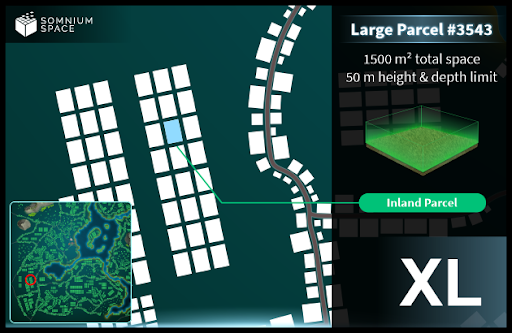 SOMNIUM
SPACE
Large Parcel #3543
1500 m² total space
50 m height & depth limit
Inland Parcel
XL